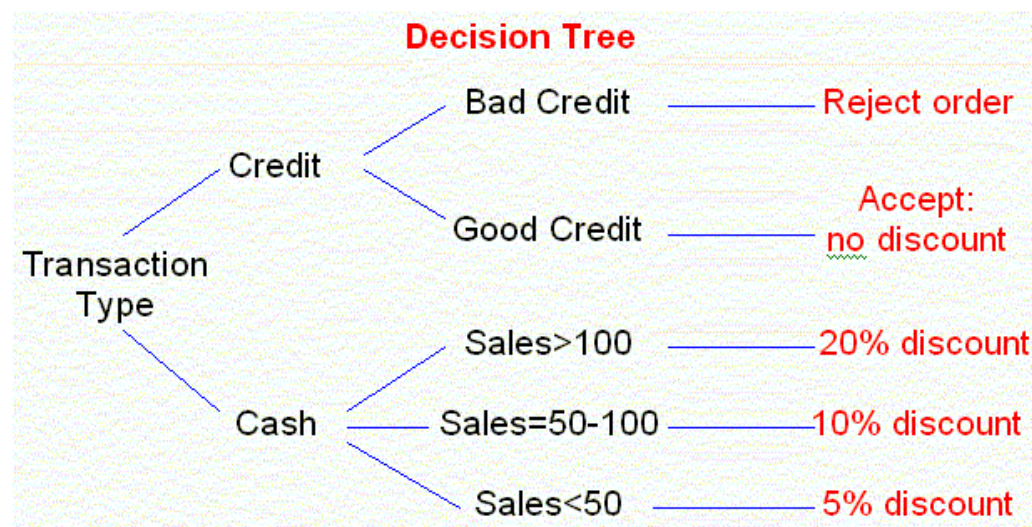 Decision Tree
Bad Credit
Reject order
Credit
Accept:
Good Credit
no discount
Transaction
Type
Sales>100
20% discount
Cash
Sales=50-100
10% discount
Sales<50
5% discount